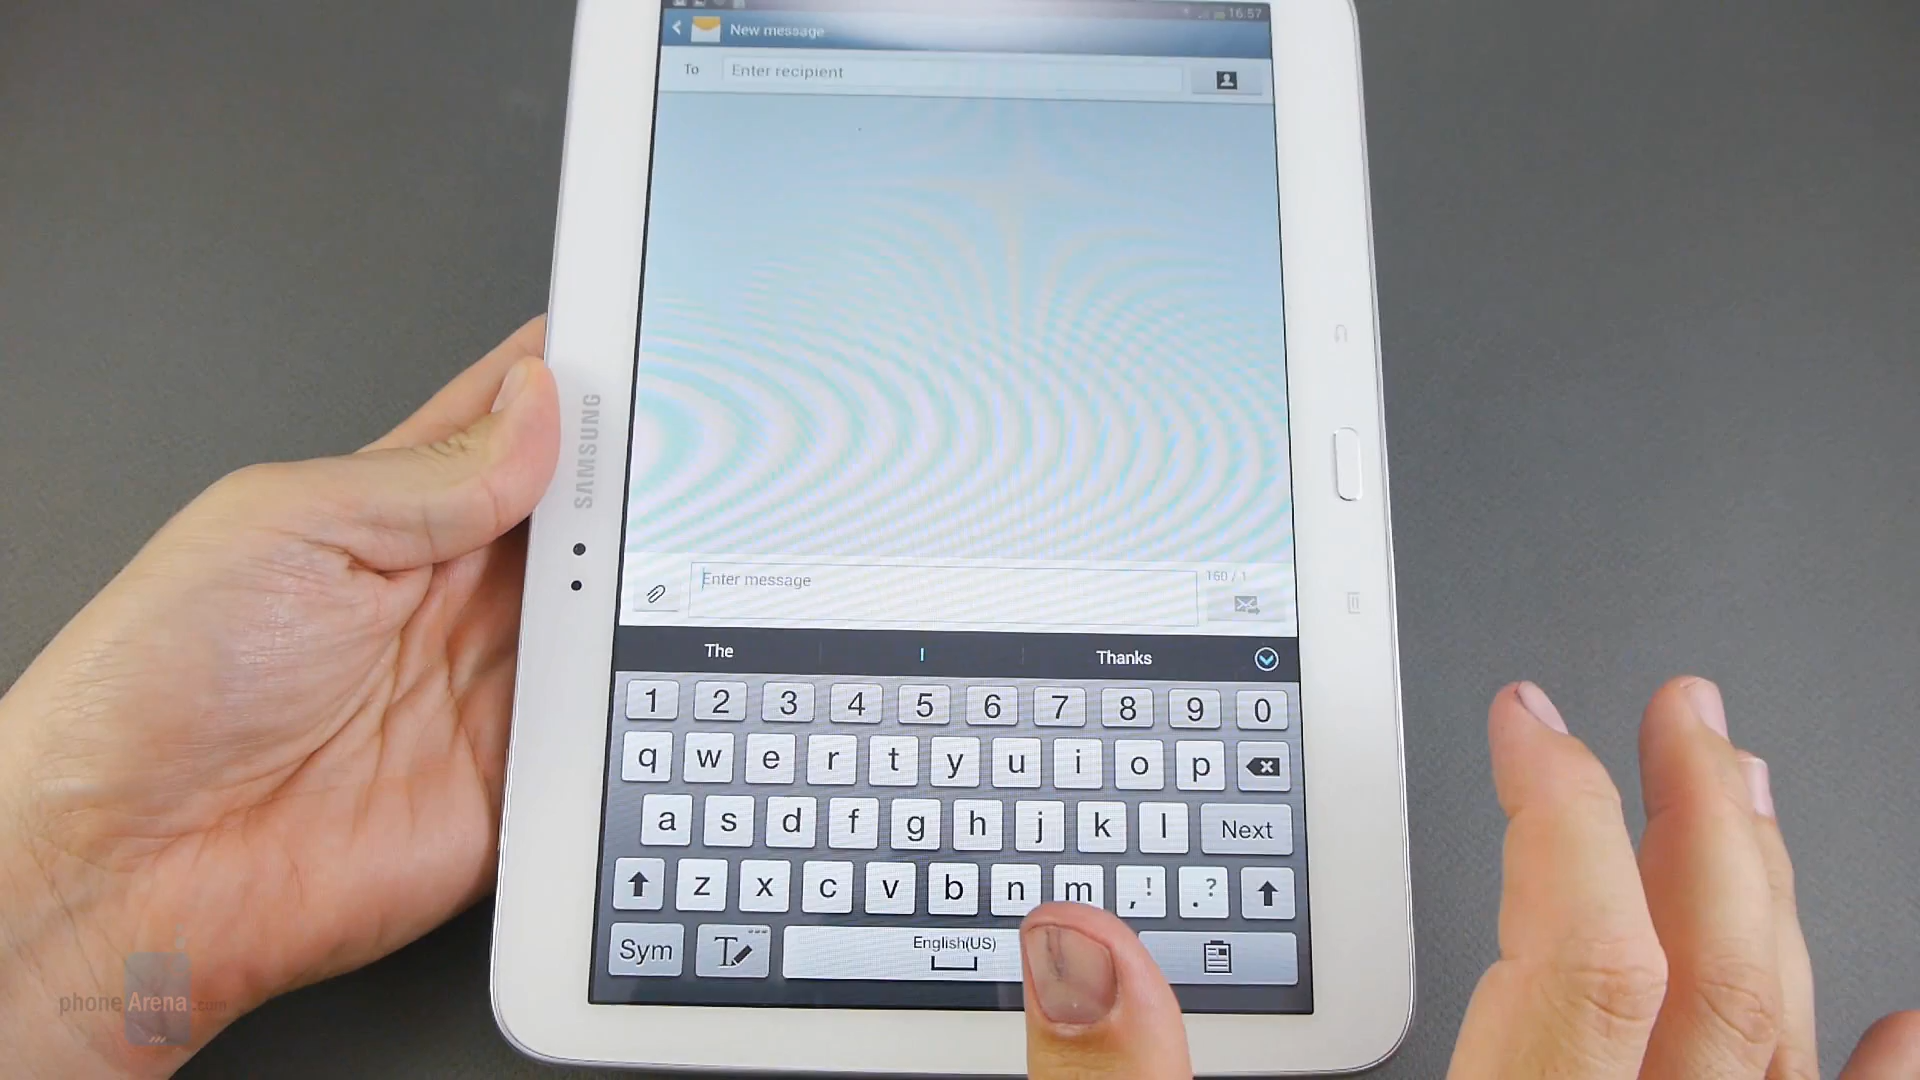 16:57
New message
To Enter recipient
SAMSUNG
Enter message
160 / 1
The I Thanks
1 2 3 4 5 6 7 8 9 0
q w e r t y u i o p
a s d f g h j k l Next
z x c v b n m , ! . ?
Sym T English(US)
phoneArena.com